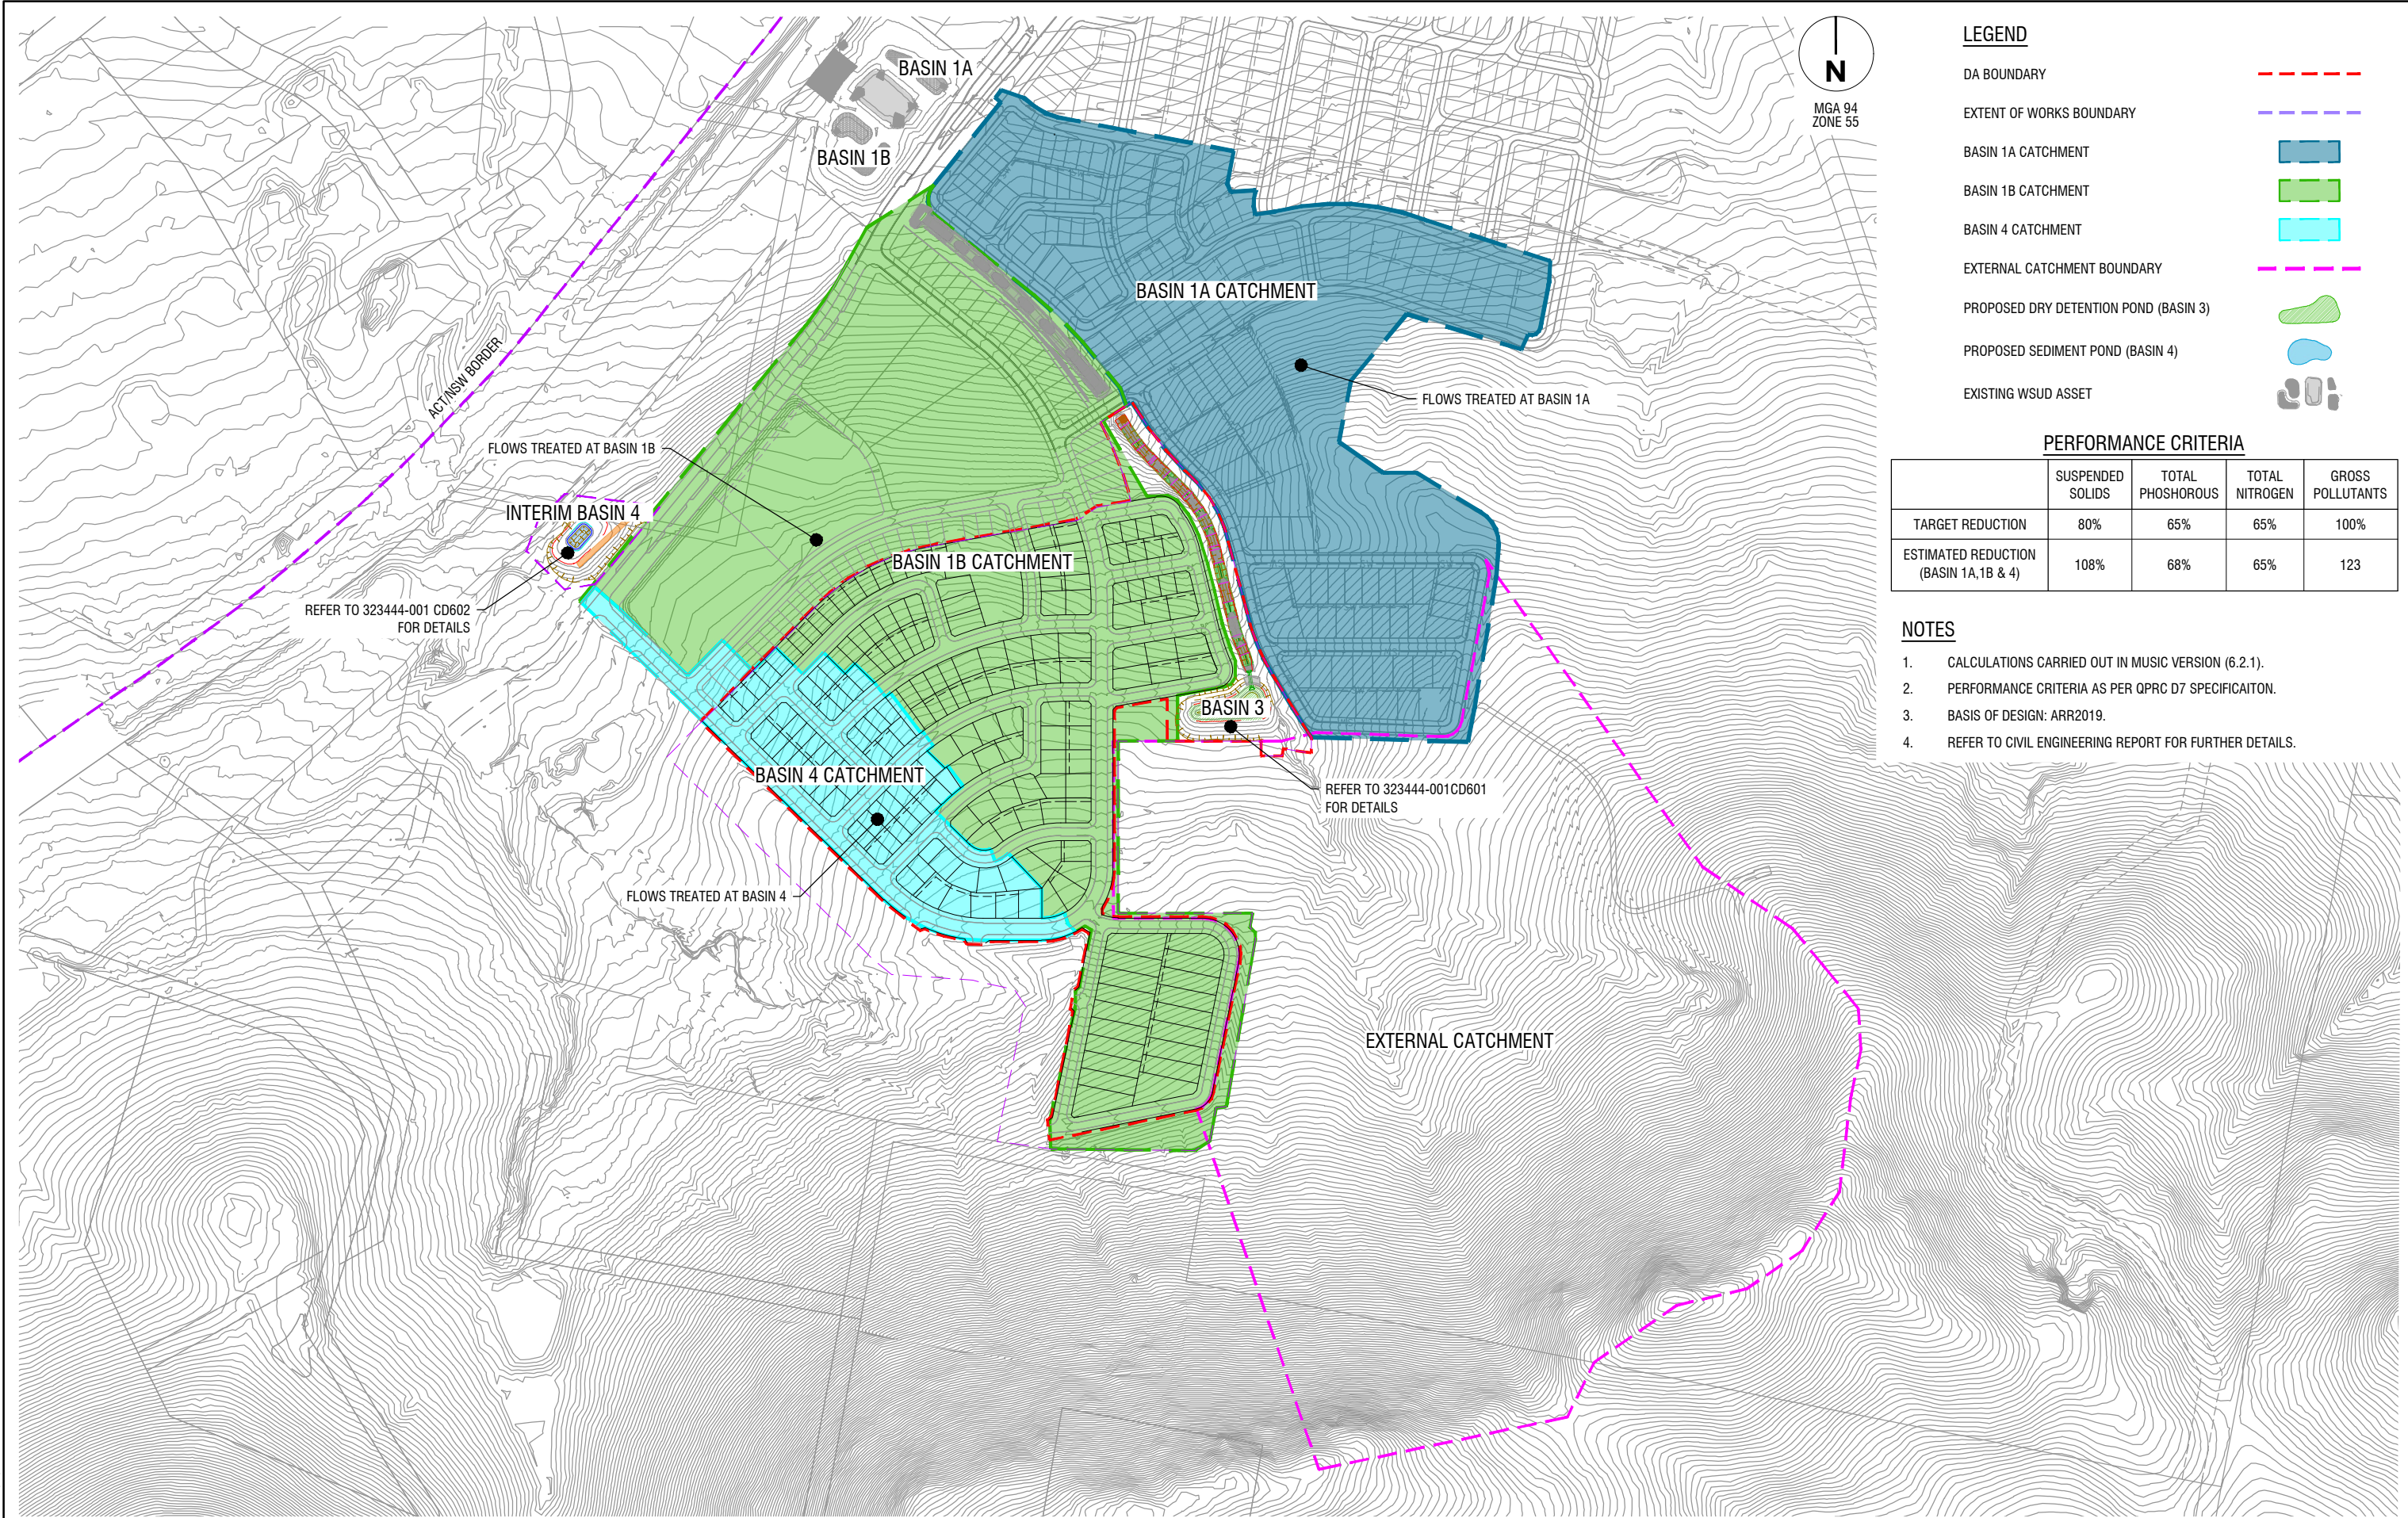 BASIN 1A
BASIN 1B
N
MGA 94
ZONE 55
BASIN 1A CATCHMENT
FLOWS TREATED AT BASIN 1A
ACT/NSW BORDER
FLOWS TREATED AT BASIN 1B
INTERIM BASIN 4
BASIN 1B CATCHMENT
REFER TO 323444-001 CD602
FOR DETAILS
BASIN 3
BASIN 4 CATCHMENT
REFER TO 323444-001CD601
FOR DETAILS
FLOWS TREATED AT BASIN 4
EXTERNAL CATCHMENT
LEGEND
DA BOUNDARY
EXTENT OF WORKS BOUNDARY
BASIN 1A CATCHMENT
BASIN 1B CATCHMENT
BASIN 4 CATCHMENT
EXTERNAL CATCHMENT BOUNDARY
PROPOSED DRY DETENTION POND (BASIN 3)
PROPOSED SEDIMENT POND (BASIN 4)
EXISTING WSUD ASSET
PERFORMANCE CRITERIA
SUSPENDED SOLIDS TOTAL PHOSHOROUS TOTAL NITROGEN GROSS POLLUTANTS
TARGET REDUCTION 80% 65% 65% 100%
ESTIMATED REDUCTION (BASIN 1A,1B & 4) 108% 68% 65% 123
NOTES
1. CALCULATIONS CARRIED OUT IN MUSIC VERSION (6.2.1).
2. PERFORMANCE CRITERIA AS PER QPRC D7 SPECIFICAITON.
3. BASIS OF DESIGN: ARR2019.
4. REFER TO CIVIL ENGINEERING REPORT FOR FURTHER DETAILS.